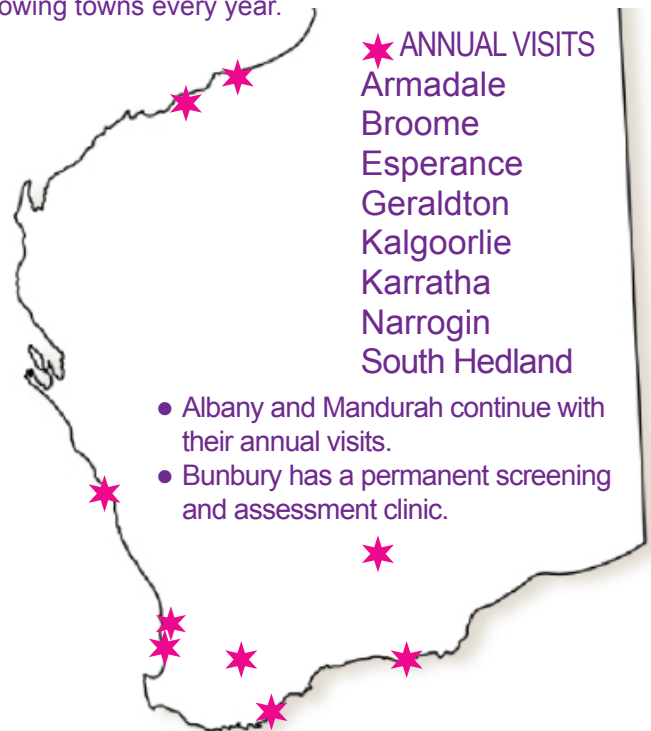 owing towns every year.
ANNUAL VISITS
Armadale
Broome
Esperance
Geraldton
Kalgoorlie
Karratha
Narrogin
South Hedland
● Albany and Mandurah continue with
their annual visits.
● Bunbury has a permanent screening
and assessment clinic.